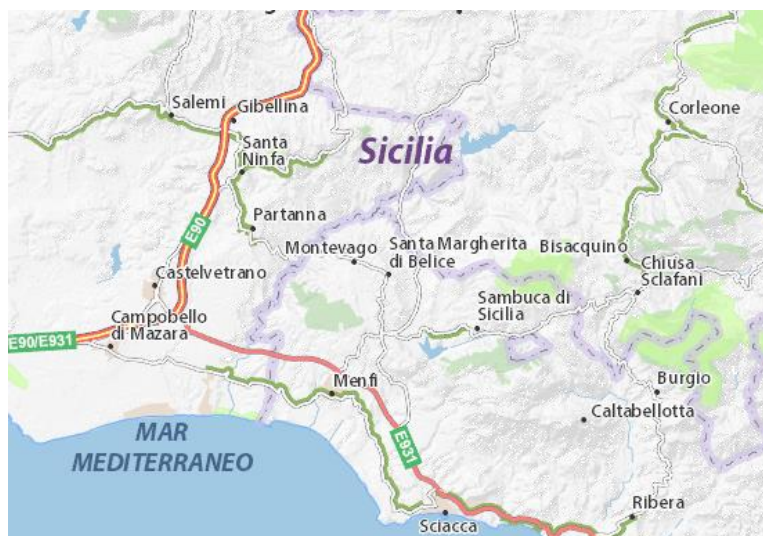 Salemi
Gibellina
Corleone
Santa
Ninfa
Sicilia
Partanna
E90
Montevago
Santa Margherita
di Belice
Bisacquino
Chiusa
Sclafani
Castelvetrano
Sambuca di
Sicilia
Campobello
di Mazara
E90/E931
Menfi
Burgio
Caltabellotta
MAR
MEDITERRANEO
E931
Ribera
Sciacca